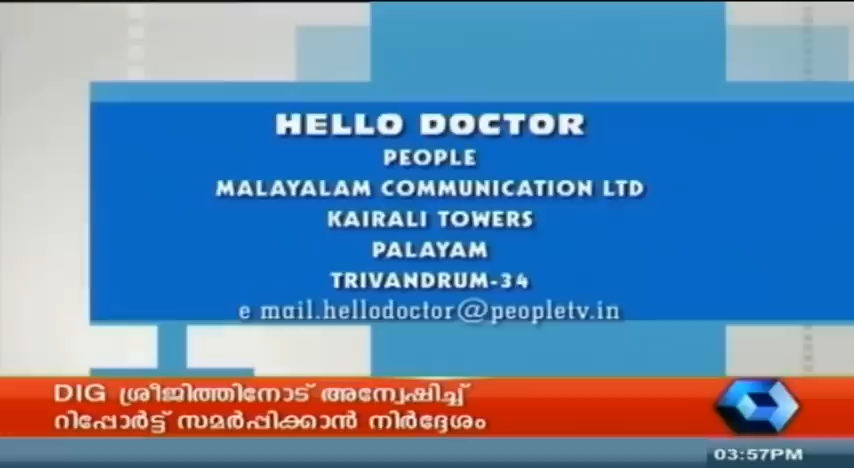 HELLO DOCTOR
PEOPLE
MALAYALAM COMMUNICATION LTD
KAIRALI TOWERS
PALAYAM
TRIVANDRUM-34
e mail.hellodoctor@peopletv.in
DIG ശ്രീജിത്തിനോട് അന്വേഷിച്ച്
റിപ്പോർട്ട് സമർപ്പിക്കാൻ നിർദ്ദേശം
03:57PM